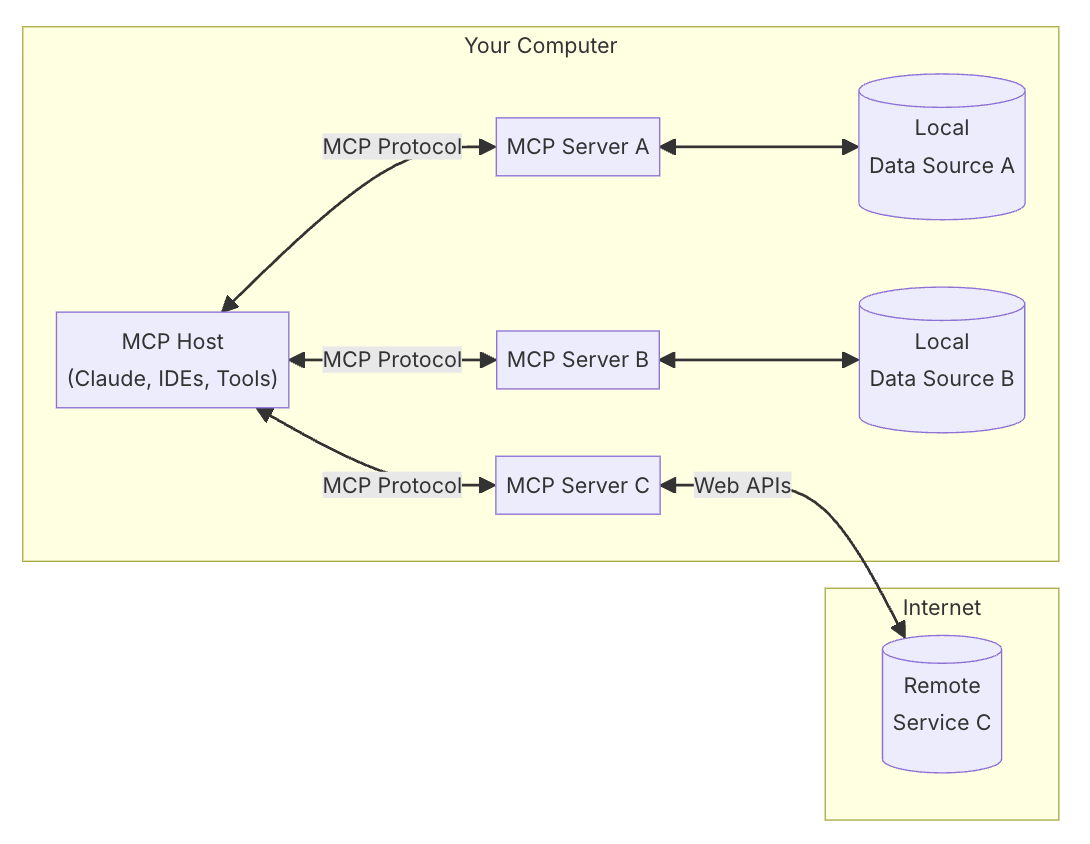 Your Computer
MCP Protocol
MCP Server A
Local
Data Source A
MCP Host
(Claude, IDEs, Tools)
MCP Protocol
MCP Server B
Local
Data Source B
MCP Protocol
MCP Server C
Web APIs
Internet
Remote
Service C